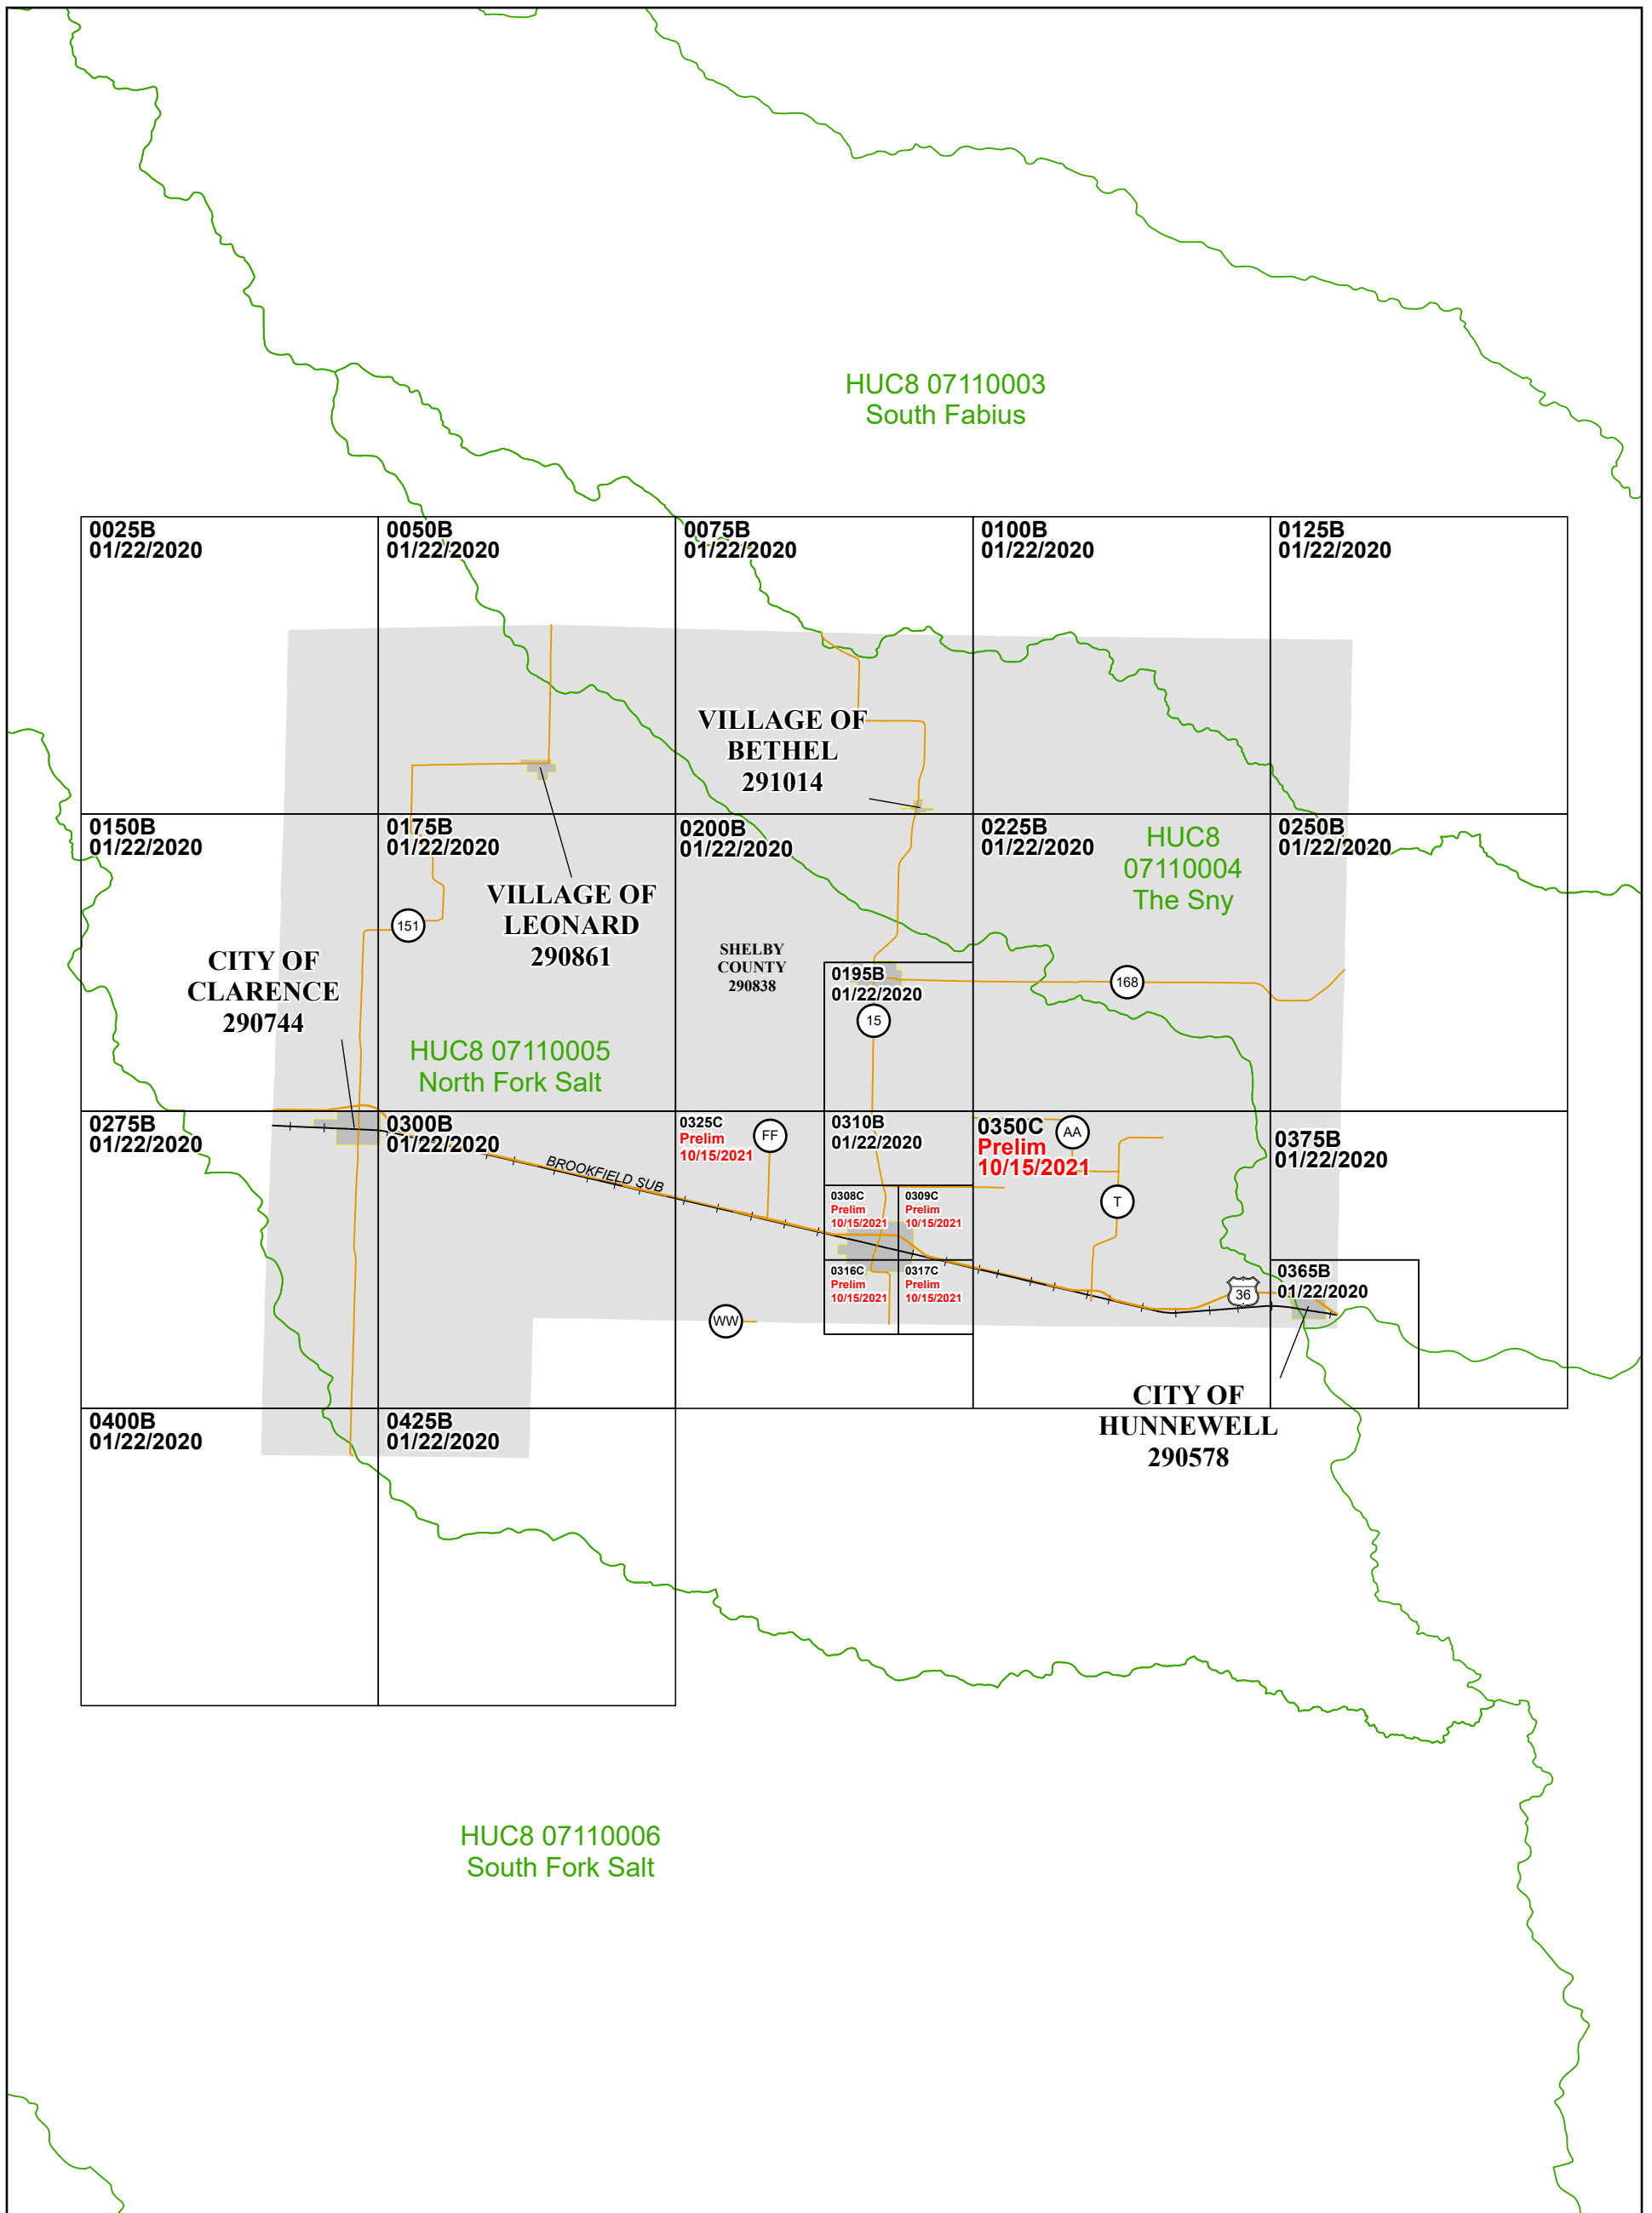 HUC8 07110003
South Fabius
0025B
01/22/2020
0050B
01/22/2020
0075B
01/22/2020
0100B
01/22/2020
0125B
01/22/2020
VILLAGE OF
BETHEL
291014
0150B
01/22/2020
0175B
01/22/2020
0200B
01/22/2020
0225B
01/22/2020
HUC8
07110004
The Sny
0250B
01/22/2020
VILLAGE OF
LEONARD
290861
151
CITY OF
CLARENCE
290744
SHELBY
COUNTY
290838
0195B
01/22/2020
15
168
HUC8 07110005
North Fork Salt
0275B
01/22/2020
0300B
01/22/2020
0325C
Prelim
10/15/2021
FF
0310B
01/22/2020
0350C
Prelim
10/15/2021
AA
0375B
01/22/2020
BROOKFIELD SUB
0308C
Prelim
10/15/2021
0309C
Prelim
10/15/2021
T
0316C
Prelim
10/15/2021
0317C
Prelim
10/15/2021
36
0365B
01/22/2020
WW
CITY OF
HUNNEWELL
290578
0400B
01/22/2020
0425B
01/22/2020
HUC8 07110006
South Fork Salt